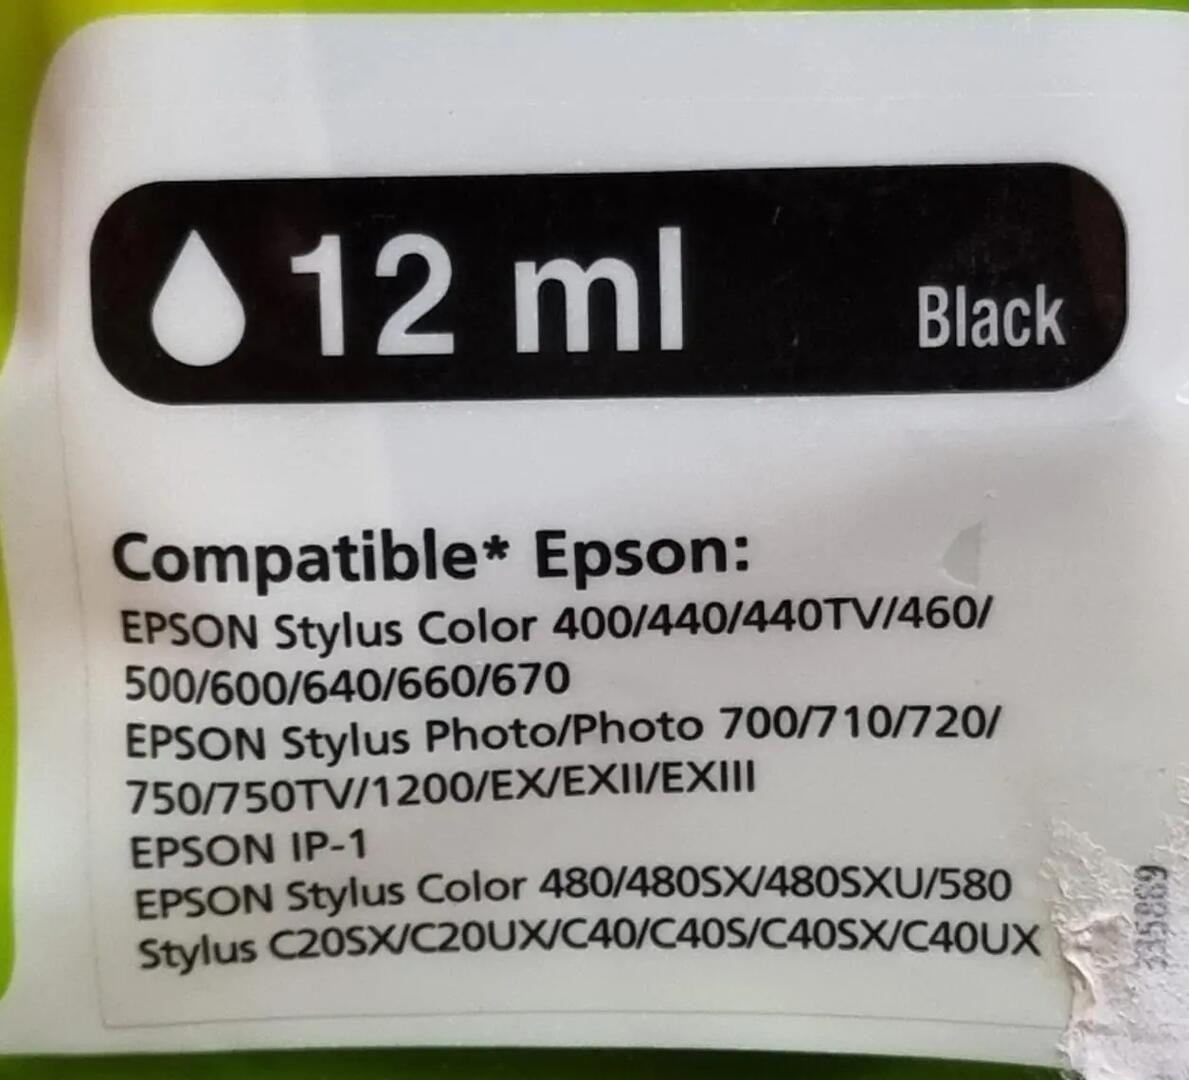 12 ml
Black
Compatible* Epson:
EPSON Stylus Color 400/440/440TV/460/
500/600/640/660/670
EPSON Stylus Photo/Photo 700/710/720/
750/750TV/1200/EX/EXII/EXIII
EPSON IP-1
EPSON Stylus Color 480/480SX/480SXU/580
Stylus C20SX/C20UX/C40/C40S/C40SX/C40UX